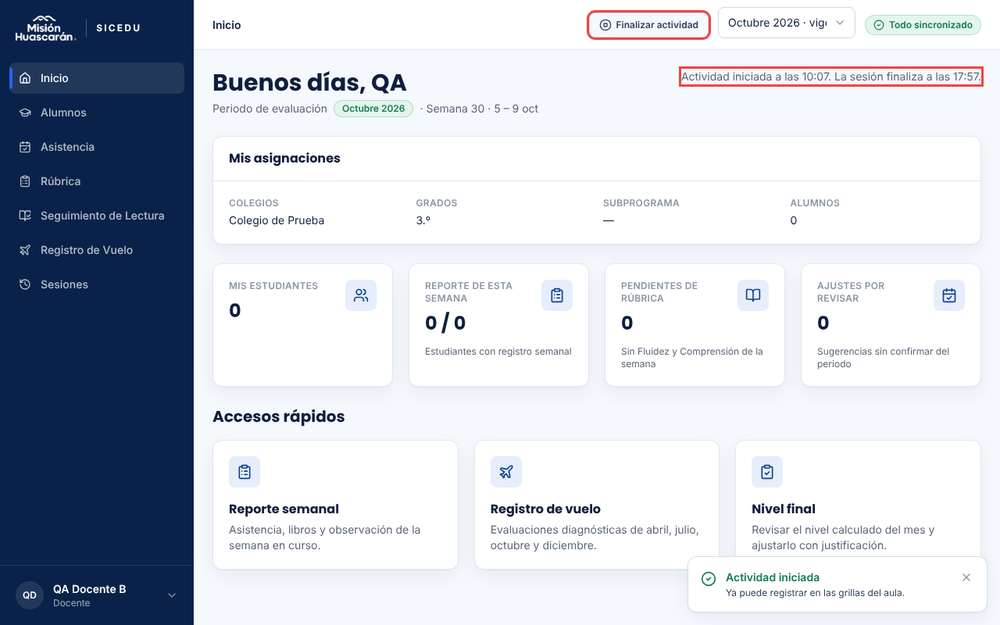 Misión
Huascarán.
SICEDU
Inicio
Alumnos
Asistencia
Rúbrica
Seguimiento de Lectura
Registro de Vuelo
Sesiones
QD
QA Docente B
Docente
Inicio
Finalizar actividad
Octubre 2026 · vige
Todo sincronizado
Buenos días, QA
Actividad iniciada a las 10:07. La sesión finaliza a las 17:57.
Periodo de evaluación Octubre 2026 · Semana 30 · 5 – 9 oct
Mis asignaciones
COLEGIOS
Colegio de Prueba
GRADOS
3.º
SUBPROGRAMA
—
ALUMNOS
0
MIS ESTUDIANTES
0
REPORTE DE ESTA
SEMANA
0 / 0
Estudiantes con registro semanal
PENDIENTES DE
RÚBRICA
0
Sin Fluidez y Comprensión de la
semana
AJUSTES POR
REVISAR
0
Sugerencias sin confirmar del
periodo
Accesos rápidos
Reporte semanal
Asistencia, libros y observación de la
semana en curso.
Registro de vuelo
Evaluaciones diagnósticas de abril, julio,
octubre y diciembre.
Nivel final
Revisar el nivel calculado del mes y
ajustarlo con justificación.
Actividad iniciada
Ya puede registrar en las grillas del aula.